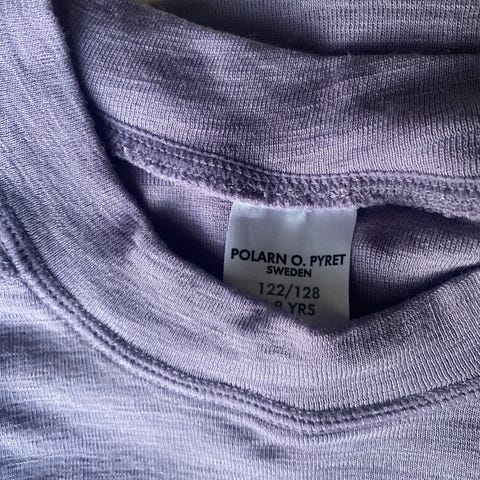 POLARN O. PYRET
SWEDEN
122/128
8 YRS